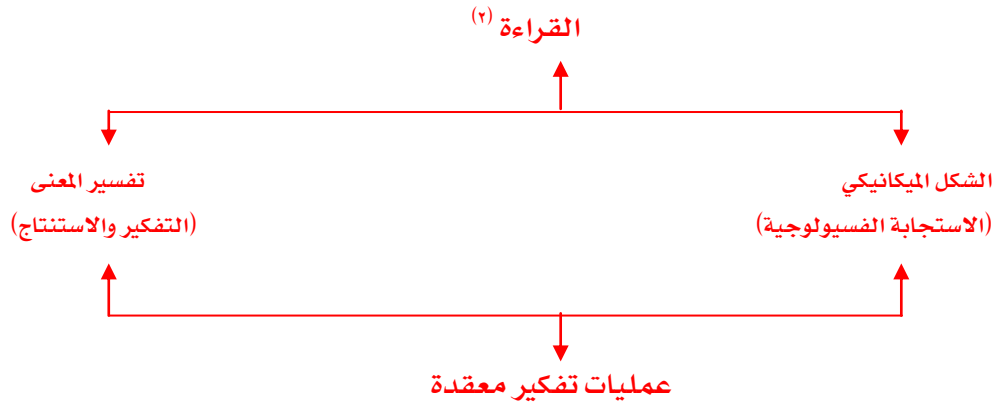 القراءة (٢)
الشكل الميكانيكي
(الاستجابة الفسيولوجية)
تفسير المعنى
(التفكير والاستنتاج)
عمليات تفكير معقدة